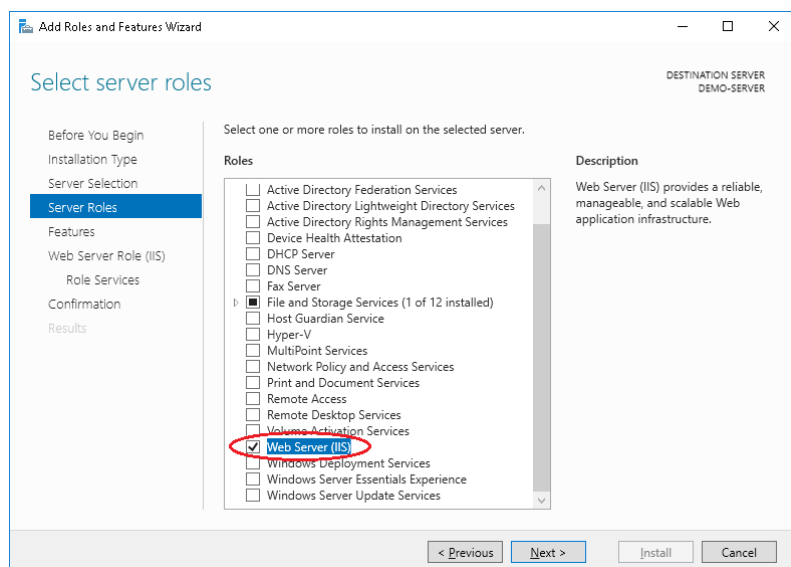 Add Roles and Features Wizard
Select server roles
DESTINATION SERVER
DEMO-SERVER
Before You Begin
Installation Type
Server Selection
Server Roles
Features
Web Server Role (IIS)
Role Services
Confirmation
Results
Select one or more roles to install on the selected server.
Roles
Active Directory Federation Services
Active Directory Lightweight Directory Services
Active Directory Rights Management Services
Device Health Attestation
DHCP Server
DNS Server
Fax Server
File and Storage Services (1 of 12 installed)
Host Guardian Service
Hyper-V
MultiPoint Services
Network Policy and Access Services
Print and Document Services
Remote Access
Remote Desktop Services
Volume Activation Services
Web Server (IIS)
Windows Deployment Services
Windows Server Essentials Experience
Windows Server Update Services
Description
Web Server (IIS) provides a reliable,
manageable, and scalable Web
application infrastructure.
< Previous
Next >
Install
Cancel